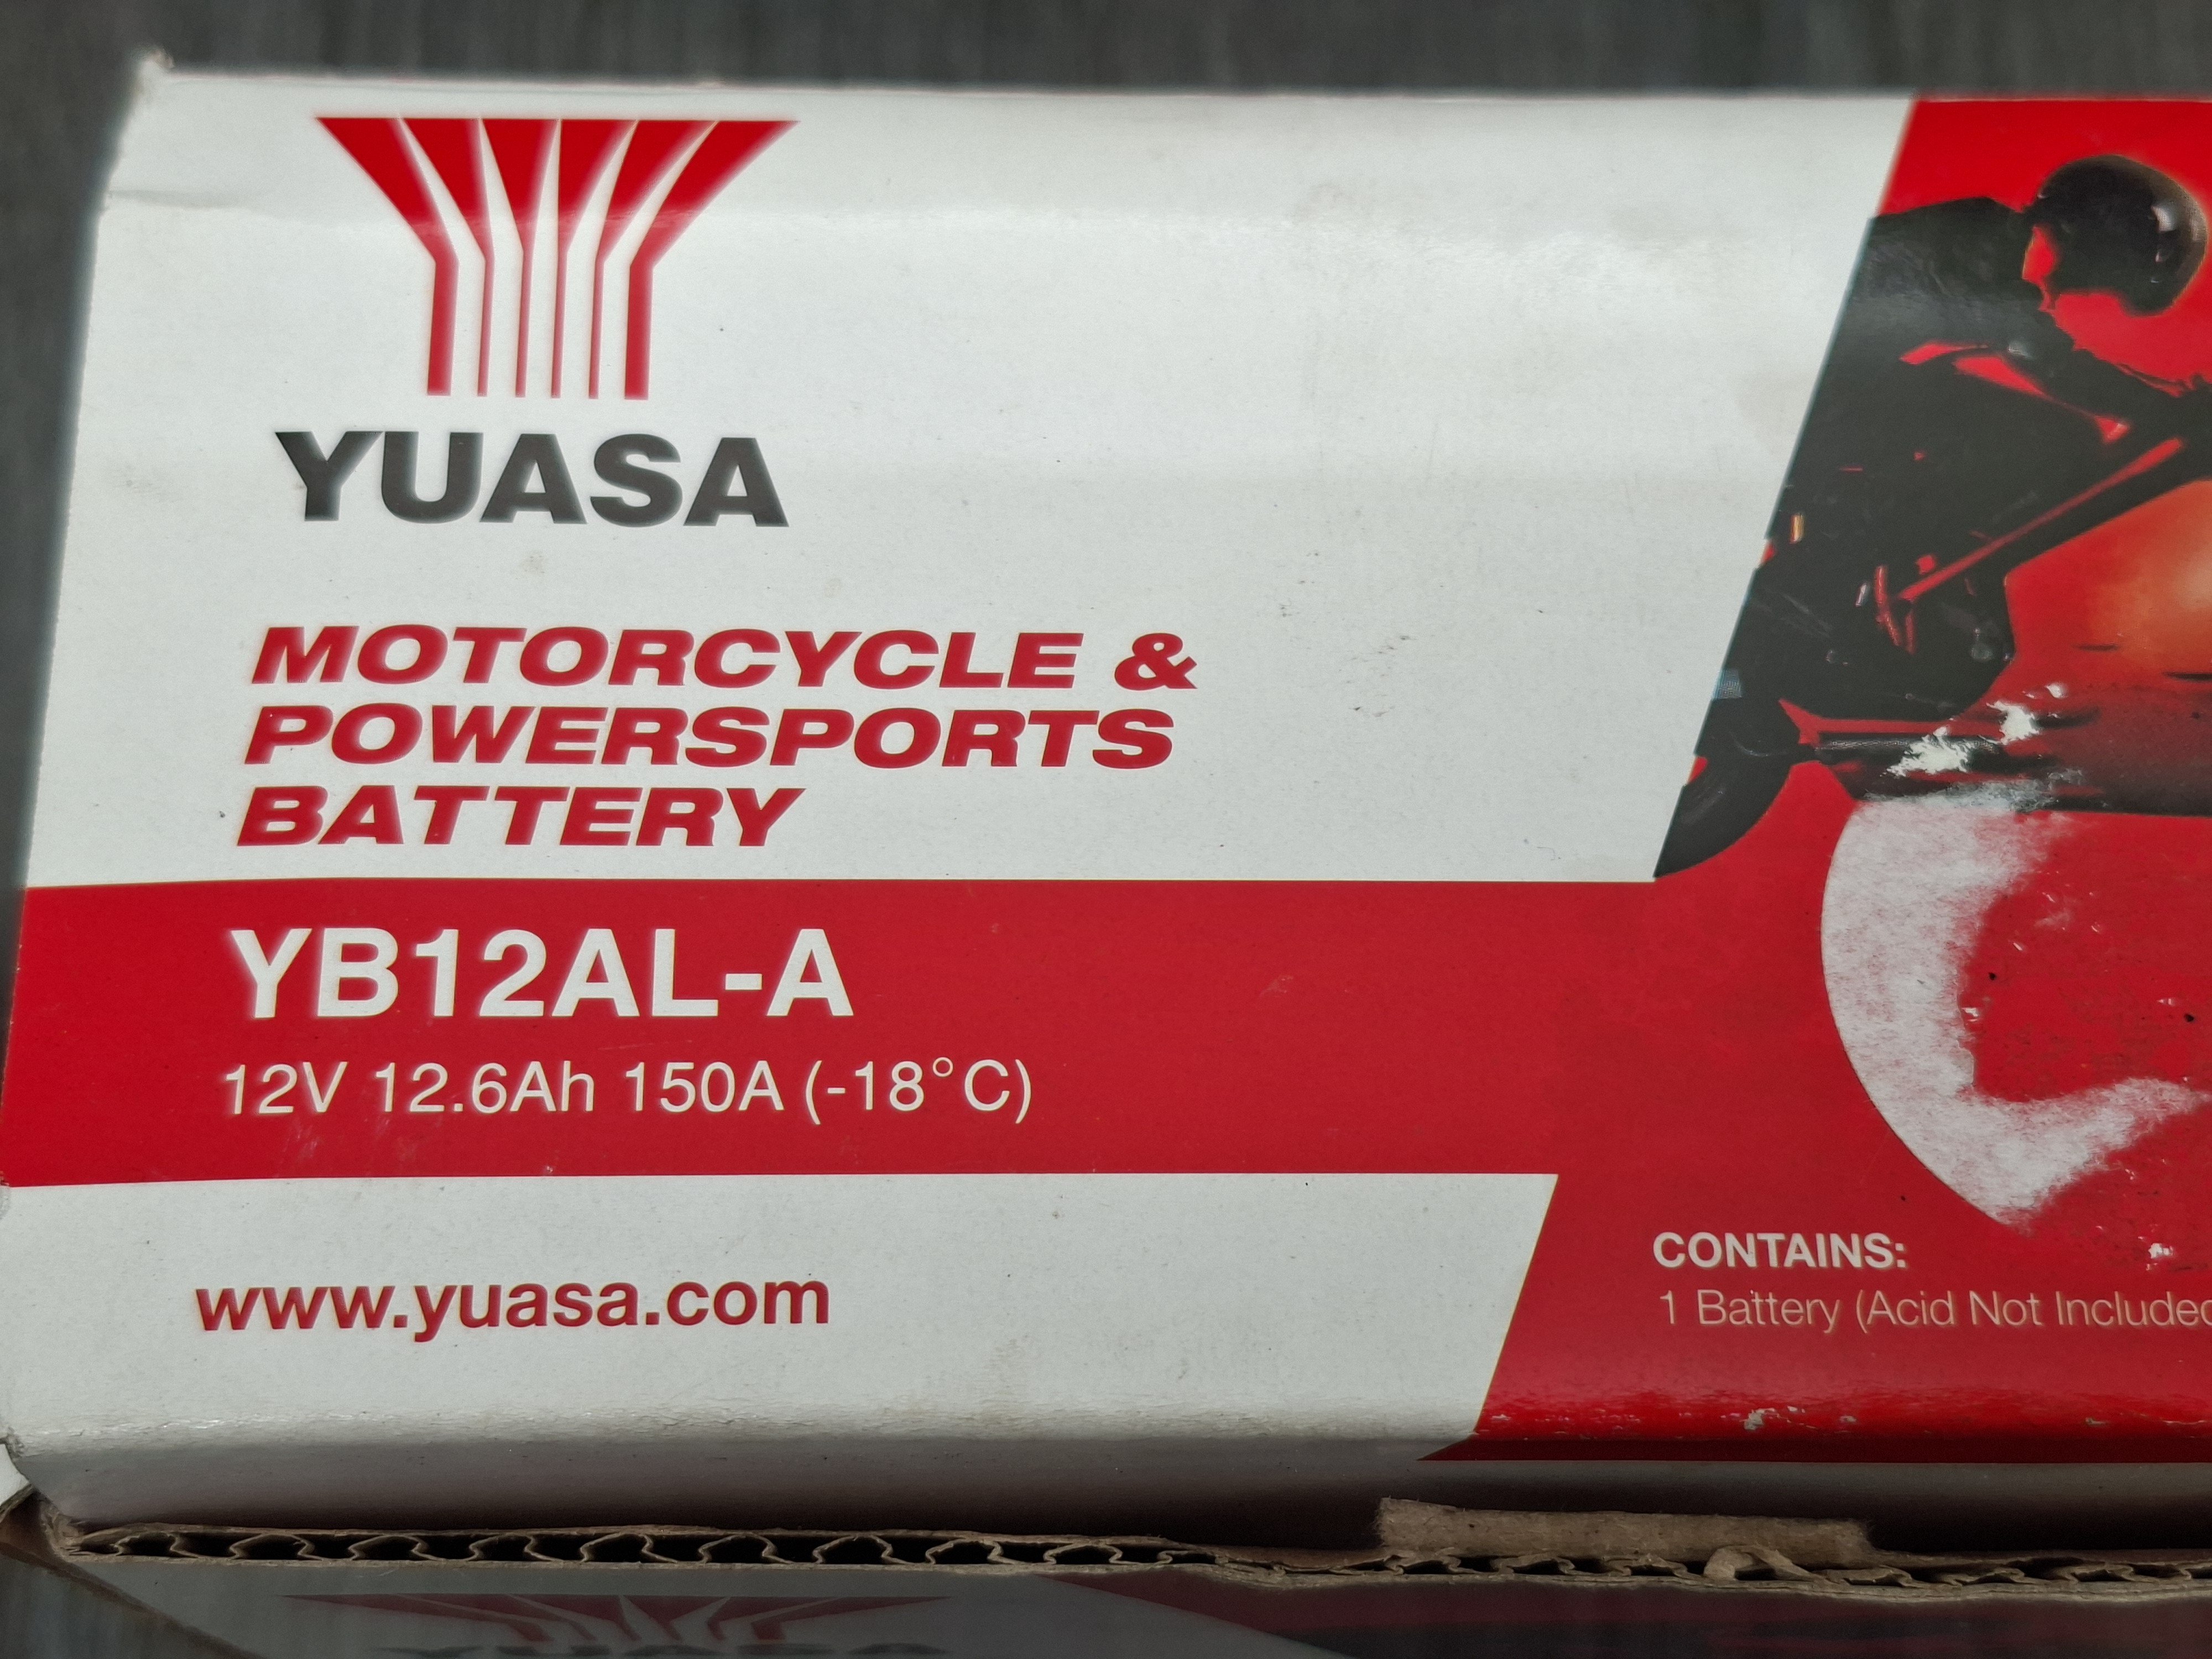 YUASA
MOTORCYCLE &
POWERSPORTS
BATTERY
YB12AL-A
12V 12.6Ah 150A (-18°C)
www.yuasa.com
CONTAINS:
1 Battery (Acid Not Included
YUASA